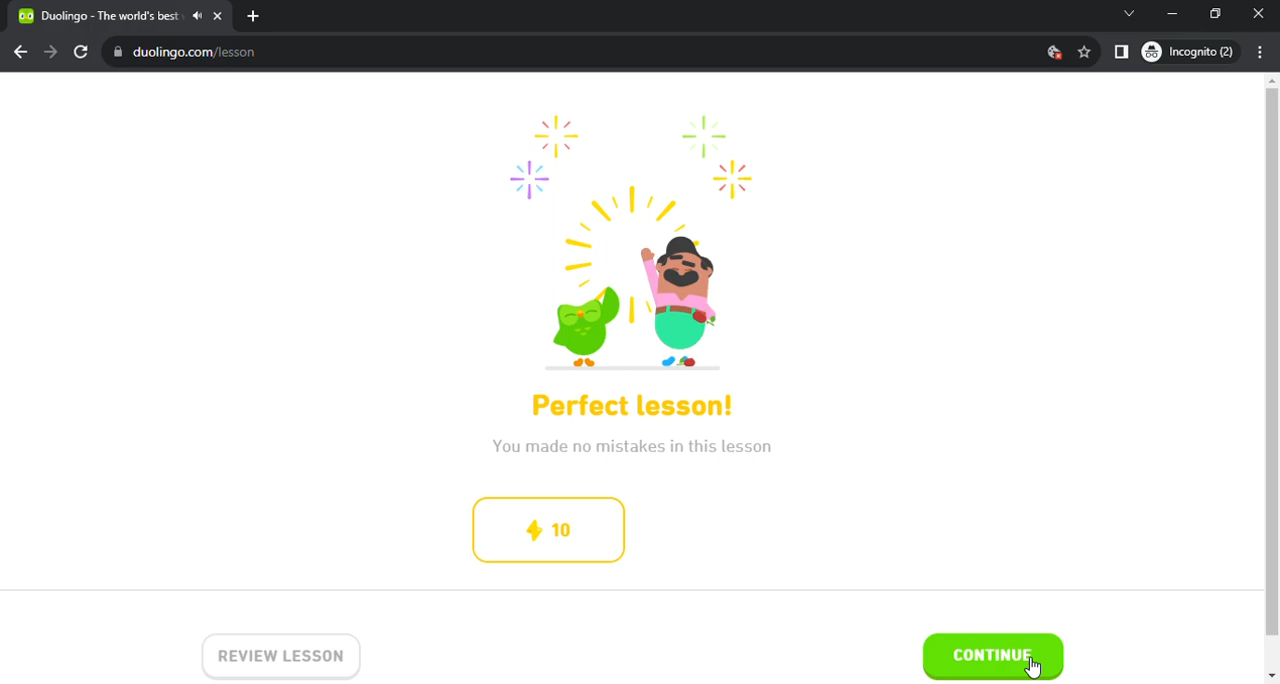 Duolingo - The world's best
duolingo.com/lesson
Incognito (2)
Perfect lesson!
You made no mistakes in this lesson
10
REVIEW LESSON
CONTINUE